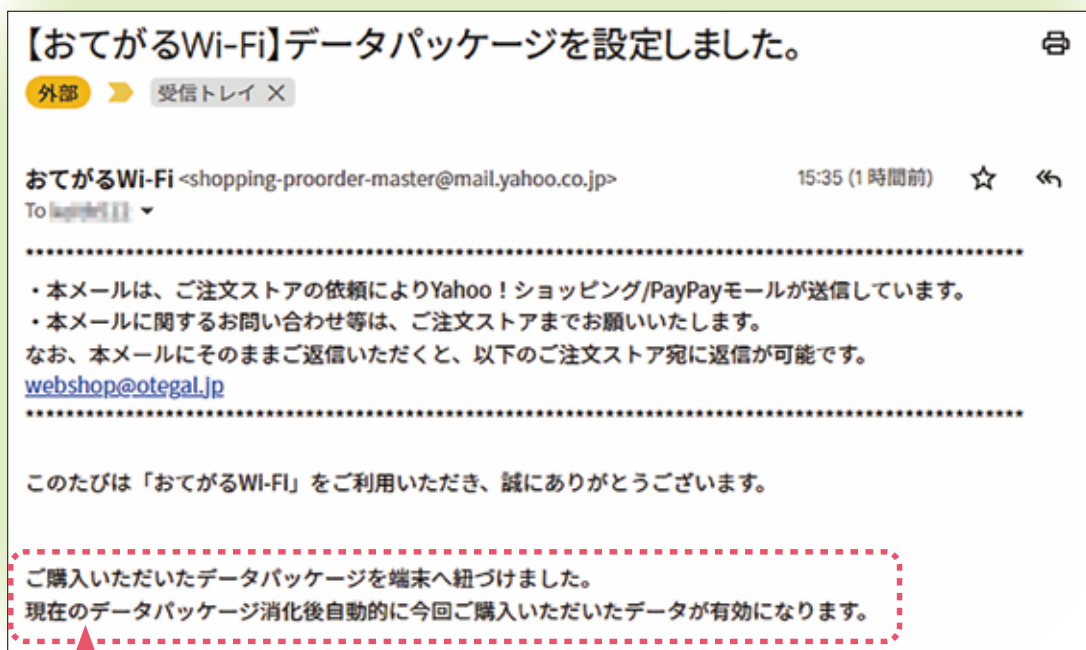 【おてがるWi-Fi】データパッケージを設定しました。
外部 受信トレイ ×
おてがるWi-Fi <shopping-proorder-master@mail.yahoo.co.jp> 15:35 (1 時間前)
To
****************************************************************************************************
・本メールは、ご注文ストアの依頼によりYahoo！ショッピング/PayPayモールが送信しています。
・本メールに関するお問い合わせ等は、ご注文ストアまでお願いいたします。
なお、本メールにそのままご返信いただくと、以下のご注文ストア宛に返信が可能です。
webshop@otegal.jp
****************************************************************************************************
このたびは「おてがるWI-FI」をご利用いただき、誠にありがとうございます。
ご購入いただいたデータパッケージを端末へ紐づけました。
現在のデータパッケージ消化後自動的に今回ご購入いただいたデータが有効になります。